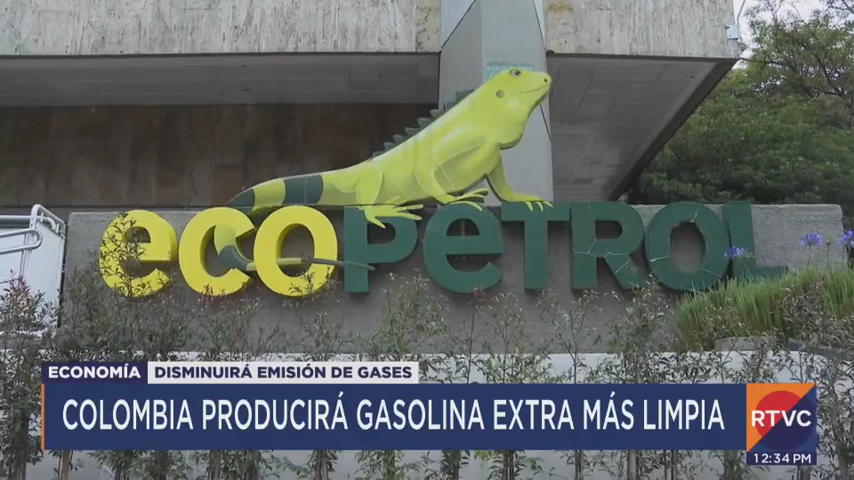 ecoPeTROL
ECONOMÍA DISMINUIRÁ EMISIÓN DE GASES
COLOMBIA PRODUCIRÁ GASOLINA EXTRA MÁS LIMPIA
RTVC
12:34 PM